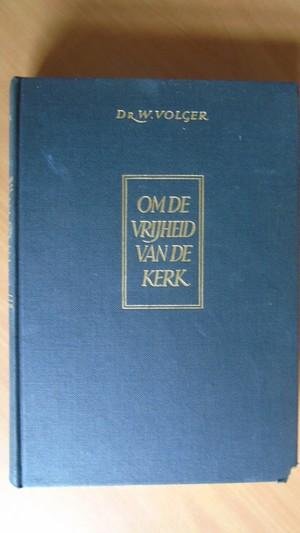 DR W. VOLGER
OM DE
VRIJHEID
VAN DE
KERK